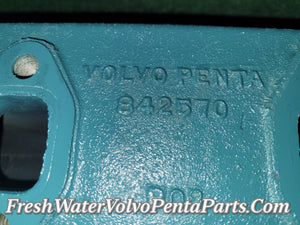 VOLVO PENTA
842570
FreshWaterVolvoPentaParts.Com